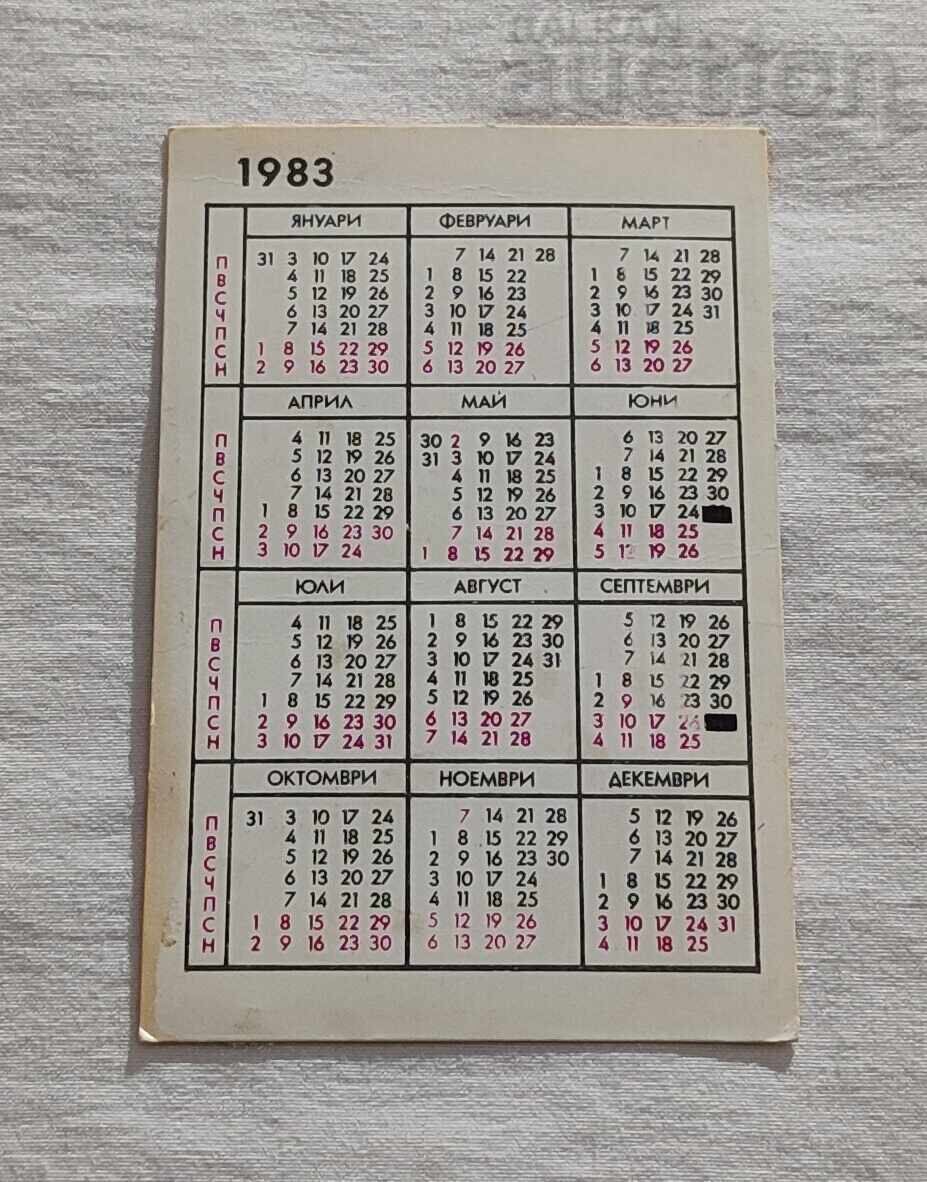 BALKAN
auction
1983
ЯНУАРИ ФЕВРУАРИ МАРТ
П 31 3 10 17 24 7 14 21 28 7 14 21 28
В 4 11 18 25 1 8 15 22 1 8 15 22 29
С 5 12 19 26 2 9 16 23 2 9 16 23 30
Ч 6 13 20 27 3 10 17 24 3 10 17 24 31
П 7 14 21 28 4 11 18 25 4 11 18 25
С 1 8 15 22 29 5 12 19 26 5 12 19 26
Н 2 9 16 23 30 6 13 20 27 6 13 20 27
АПРИЛ МАЙ ЮНИ
П 4 11 18 25 30 2 9 16 23 6 13 20 27
В 5 12 19 26 31 3 10 17 24 7 14 21 28
С 6 13 20 27 4 11 18 25 1 8 15 22 29
Ч 7 14 21 28 5 12 19 26 2 9 16 23 30
П 1 8 15 22 29 6 13 20 27 3 10 17 24
С 2 9 16 23 30 7 14 21 28 4 11 18 25
Н 3 10 17 24 1 8 15 22 29 5 12 19 26
ЮЛИ АВГУСТ СЕПТЕМВРИ
П 4 11 18 25 1 8 15 22 29 5 12 19 26
В 5 12 19 26 2 9 16 23 30 6 13 20 27
С 6 13 20 27 3 10 17 24 31 7 14 21 28
Ч 7 14 21 28 4 11 18 25 1 8 15 22 29
П 1 8 15 22 29 5 12 19 26 2 9 16 23 30
С 2 9 16 23 30 6 13 20 27 3 10 17 24
Н 3 10 17 24 31 7 14 21 28 4 11 18 25
ОКТОМВРИ НОЕМВРИ ДЕКЕМВРИ
П 31 3 10 17 24 7 14 21 28 5 12 19 26
В 4 11 18 25 1 8 15 22 29 6 13 20 27
С 5 12 19 26 2 9 16 23 30 7 14 21 28
Ч 6 13 20 27 3 10 17 24 1 8 15 22 29
П 7 14 21 28 4 11 18 25 2 9 16 23 30
С 1 8 15 22 29 5 12 19 26 3 10 17 24 31
Н 2 9 16 23 30 6 13 20 27 4 11 18 25